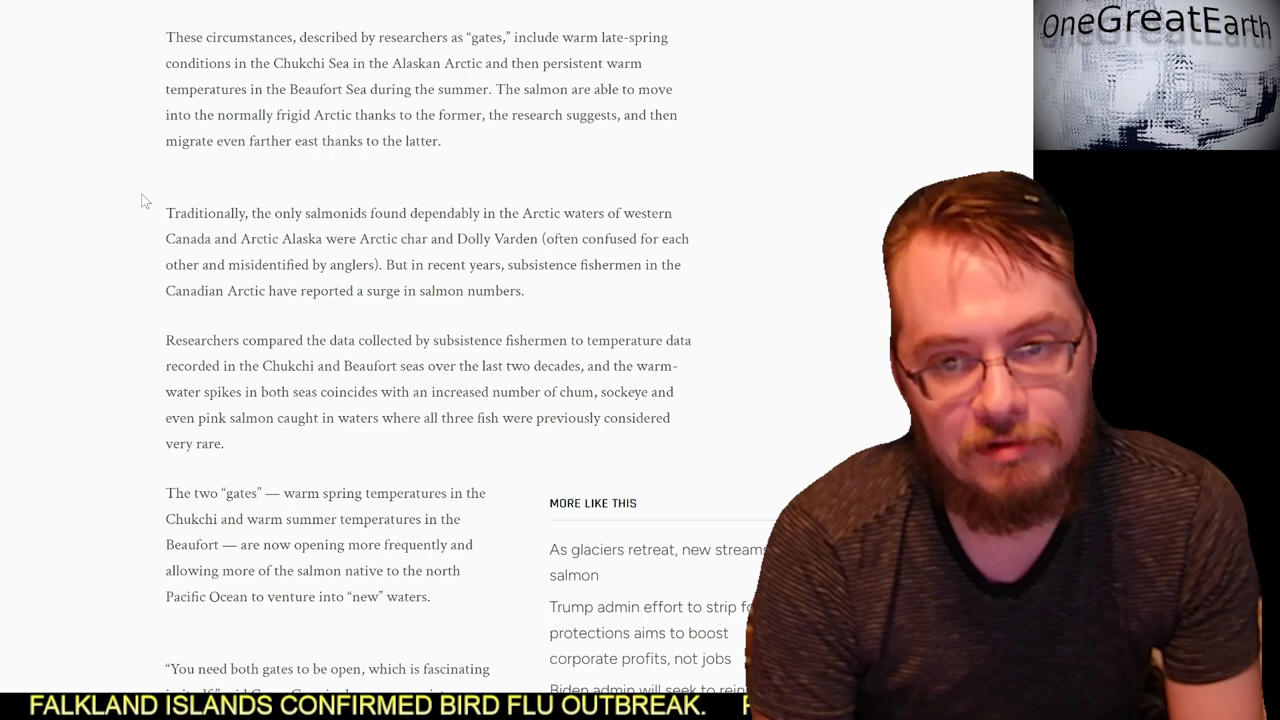 OneGreatEarth
These circumstances, described by researchers as “gates,” include warm late-spring
conditions in the Chukchi Sea in the Alaskan Arctic and then persistent warm
temperatures in the Beaufort Sea during the summer. The salmon are able to move
into the normally frigid Arctic thanks to the former, the research suggests, and then
migrate even farther east thanks to the latter.
Traditionally, the only salmonids found dependably in the Arctic waters of western
Canada and Arctic Alaska were Arctic char and Dolly Varden (often confused for each
other and misidentified by anglers). But in recent years, subsistence fishermen in the
Canadian Arctic have reported a surge in salmon numbers.
Researchers compared the data collected by subsistence fishermen to temperature data
recorded in the Chukchi and Beaufort seas over the last two decades, and the warm-
water spikes in both seas coincides with an increased number of chum, sockeye and
even pink salmon caught in waters where all three fish were previously considered
very rare.
The two “gates” — warm spring temperatures in the
Chukchi and warm summer temperatures in the
Beaufort — are now opening more frequently and
allowing more of the salmon native to the north
Pacific Ocean to venture into “new” waters.
“You need both gates to be open, which is fascinating
MORE LIKE THIS
As glaciers retreat, new streams
salmon
Trump admin effort to strip
protections aims to boost
corporate profits, not jobs
Biden admin will seek to
FALKLAND ISLANDS CONFIRMED BIRD FLU OUTBREAK.